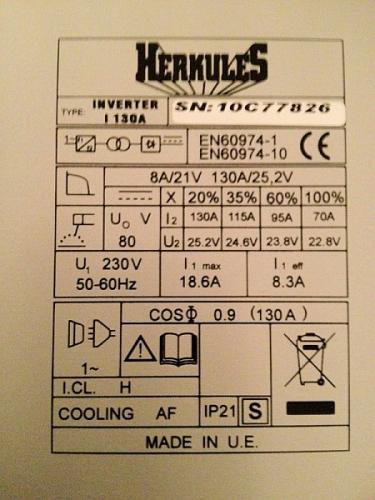 HERKULES
TYPE: INVERTER I 130A SN: 10C77826
1~ EN60974-1
EN60974-10 CE
8A/21V 130A/25,2V
X 20% 35% 60% 100%
U₀ V I₂ 130A 115A 95A 70A
80 U₂ 25.2V 24.6V 23.8V 22.8V
U₁ 230V I₁ max I₁ eff
50-60Hz 18.6A 8.3A
COSΦ 0.9 (130A)
1~
I.CL. H
COOLING AF IP21 S
MADE IN U.E.